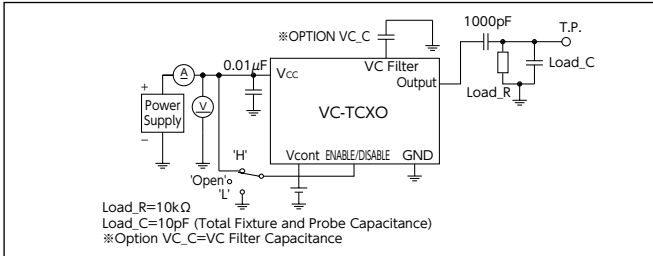 ※OPTION VC_C
1000pF
T.P.
0.01μF
VCC
VC Filter
Output
Load_C
Load_R
+
A
Power
Supply
V
−
VC-TCXO
'H'
Vcont
ENABLE/DISABLE
GND
'Open'
'L'
Load_R=10kΩ
Load_C=10pF (Total Fixture and Probe Capacitance)
※Option VC_C=VC Filter Capacitance